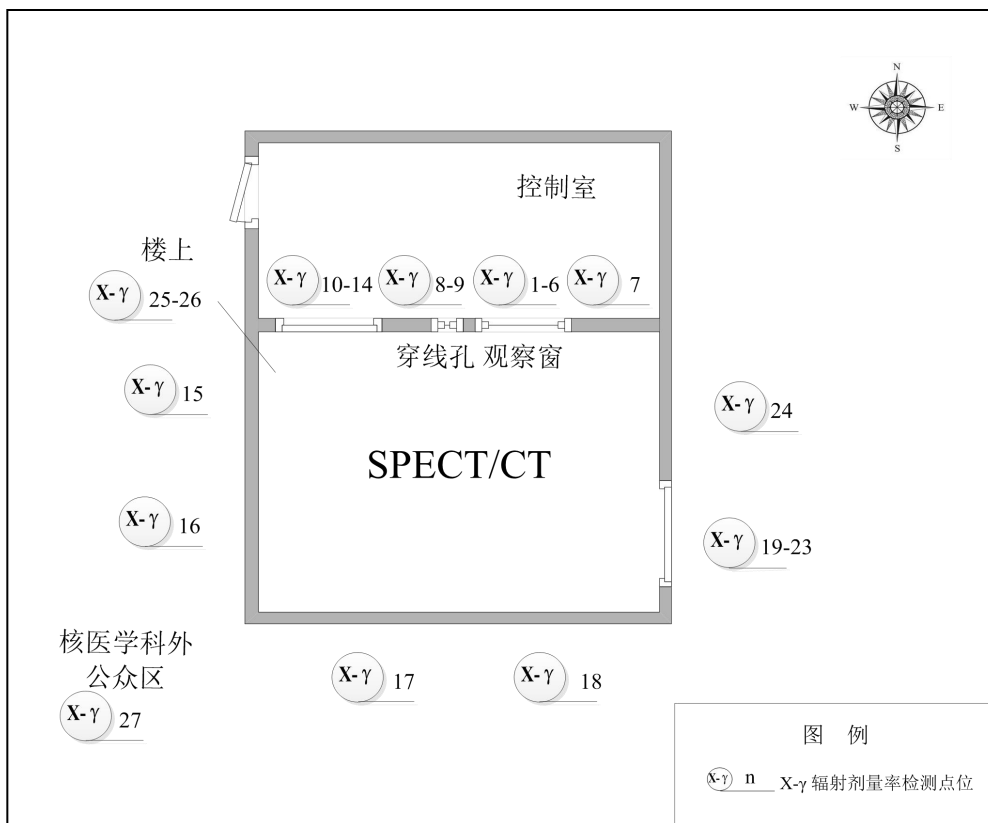 N
W E
S
控制室
楼上
X-γ 25-26
X-γ 10-14
X-γ 8-9
X-γ 1-6
X-γ 7
穿线孔 观察窗
X-γ 15
X-γ 24
SPECT/CT
X-γ 16
X-γ 19-23
核医学科外
公众区
X-γ 27
X-γ 17
X-γ 18
图 例
X-γ n X-γ 辐射剂量率检测点位